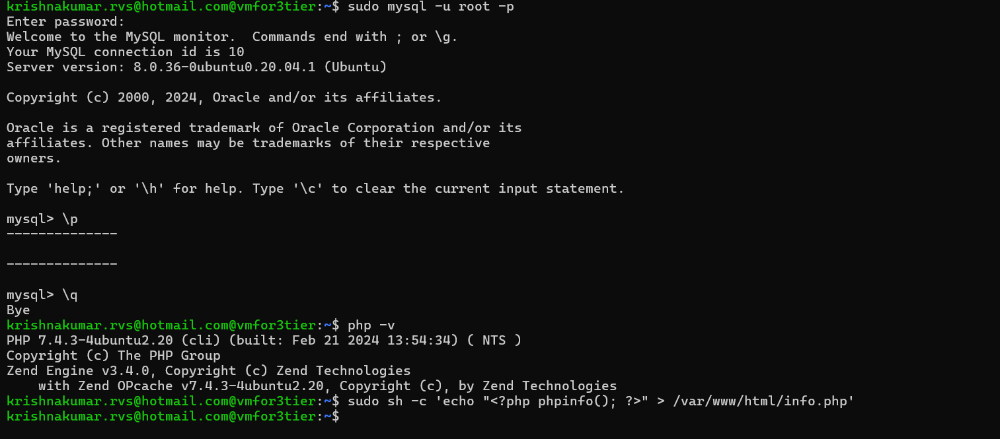 krishnakumar.rvs@hotmail.com@vmfor3tier:~$ sudo mysql -u root -p
Enter password:
Welcome to the MySQL monitor.  Commands end with ; or \g.
Your MySQL connection id is 10
Server version: 8.0.36-0ubuntu0.20.04.1 (Ubuntu)
Copyright (c) 2000, 2024, Oracle and/or its affiliates.
Oracle is a registered trademark of Oracle Corporation and/or its
affiliates. Other names may be trademarks of their respective
owners.
Type 'help;' or '\h' for help. Type '\c' to clear the current input statement.
mysql> \p
--------------
--------------
mysql> \q
Bye
krishnakumar.rvs@hotmail.com@vmfor3tier:~$ php -v
PHP 7.4.3-4ubuntu2.20 (cli) (built: Feb 21 2024 13:54:34) ( NTS )
Copyright (c) The PHP Group
Zend Engine v3.4.0, Copyright (c) Zend Technologies
    with Zend OPcache v7.4.3-4ubuntu2.20, Copyright (c), by Zend Technologies
krishnakumar.rvs@hotmail.com@vmfor3tier:~$ sudo sh -c 'echo "<?php phpinfo(); ?>" > /var/www/html/info.php'
krishnakumar.rvs@hotmail.com@vmfor3tier:~$